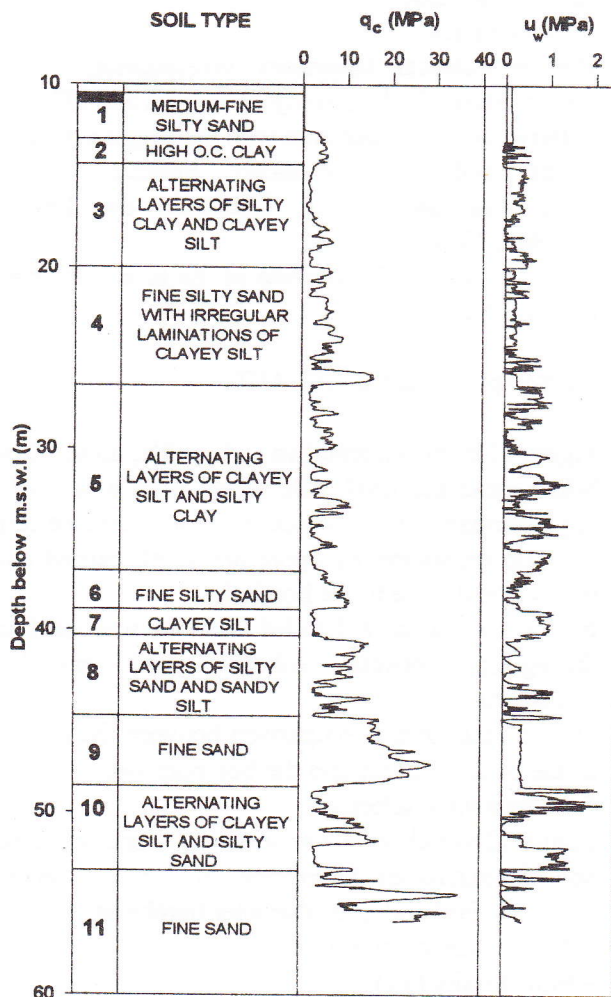 SOIL TYPE
q_c (MPa)
u_w (MPa)
10
0 10 20 30 40
0 1 2
1
MEDIUM-FINE
SILTY SAND
2
HIGH O.C. CLAY
3
ALTERNATING
LAYERS OF SILTY
CLAY AND CLAYEY
SILT
20
4
FINE SILTY SAND
WITH IRREGULAR
LAMINATIONS OF
CLAYEY SILT
30
Depth below m.s.w.l (m)
5
ALTERNATING
LAYERS OF CLAYEY
SILT AND SILTY
CLAY
6
FINE SILTY SAND
7
CLAYEY SILT
40
8
ALTERNATING
LAYERS OF SILTY
SAND AND SANDY
SILT
9
FINE SAND
50
10
ALTERNATING
LAYERS OF CLAYEY
SILT AND SILTY
SAND
11
FINE SAND
60